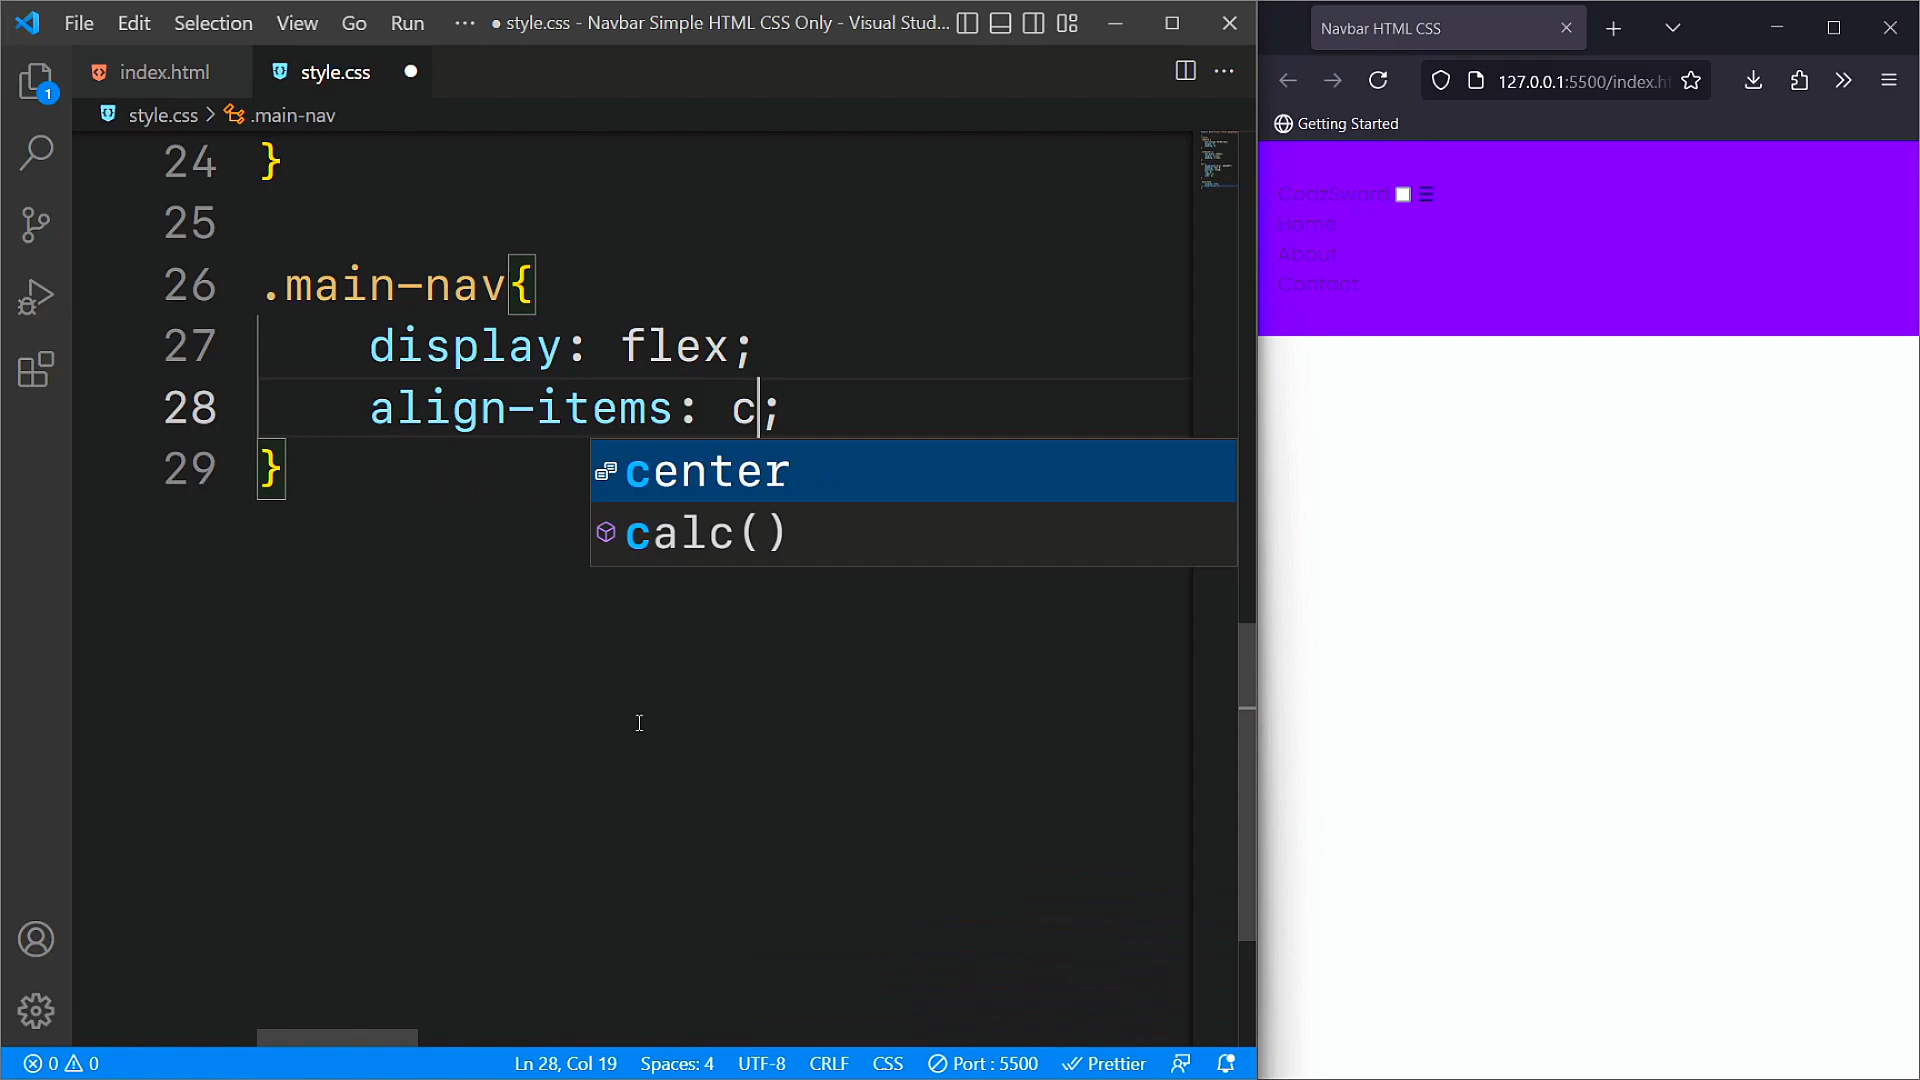 File Edit Selection View Go Run ··· ● style.css - Navbar Simple HTML CSS Only - Visual Stud...
index.html style.css ●
style.css > .main-nav
24 }
25
26 .main-nav{
27 display: flex;
28 align-items: c;
29 }
center
calc()
0 0 Ln 28, Col 19 Spaces: 4 UTF-8 CRLF CSS Port : 5500 Prettier
1
Navbar HTML CSS
127.0.0.1:5500/index.h
Getting Started
CodzSword ☰
Home
About
Contact